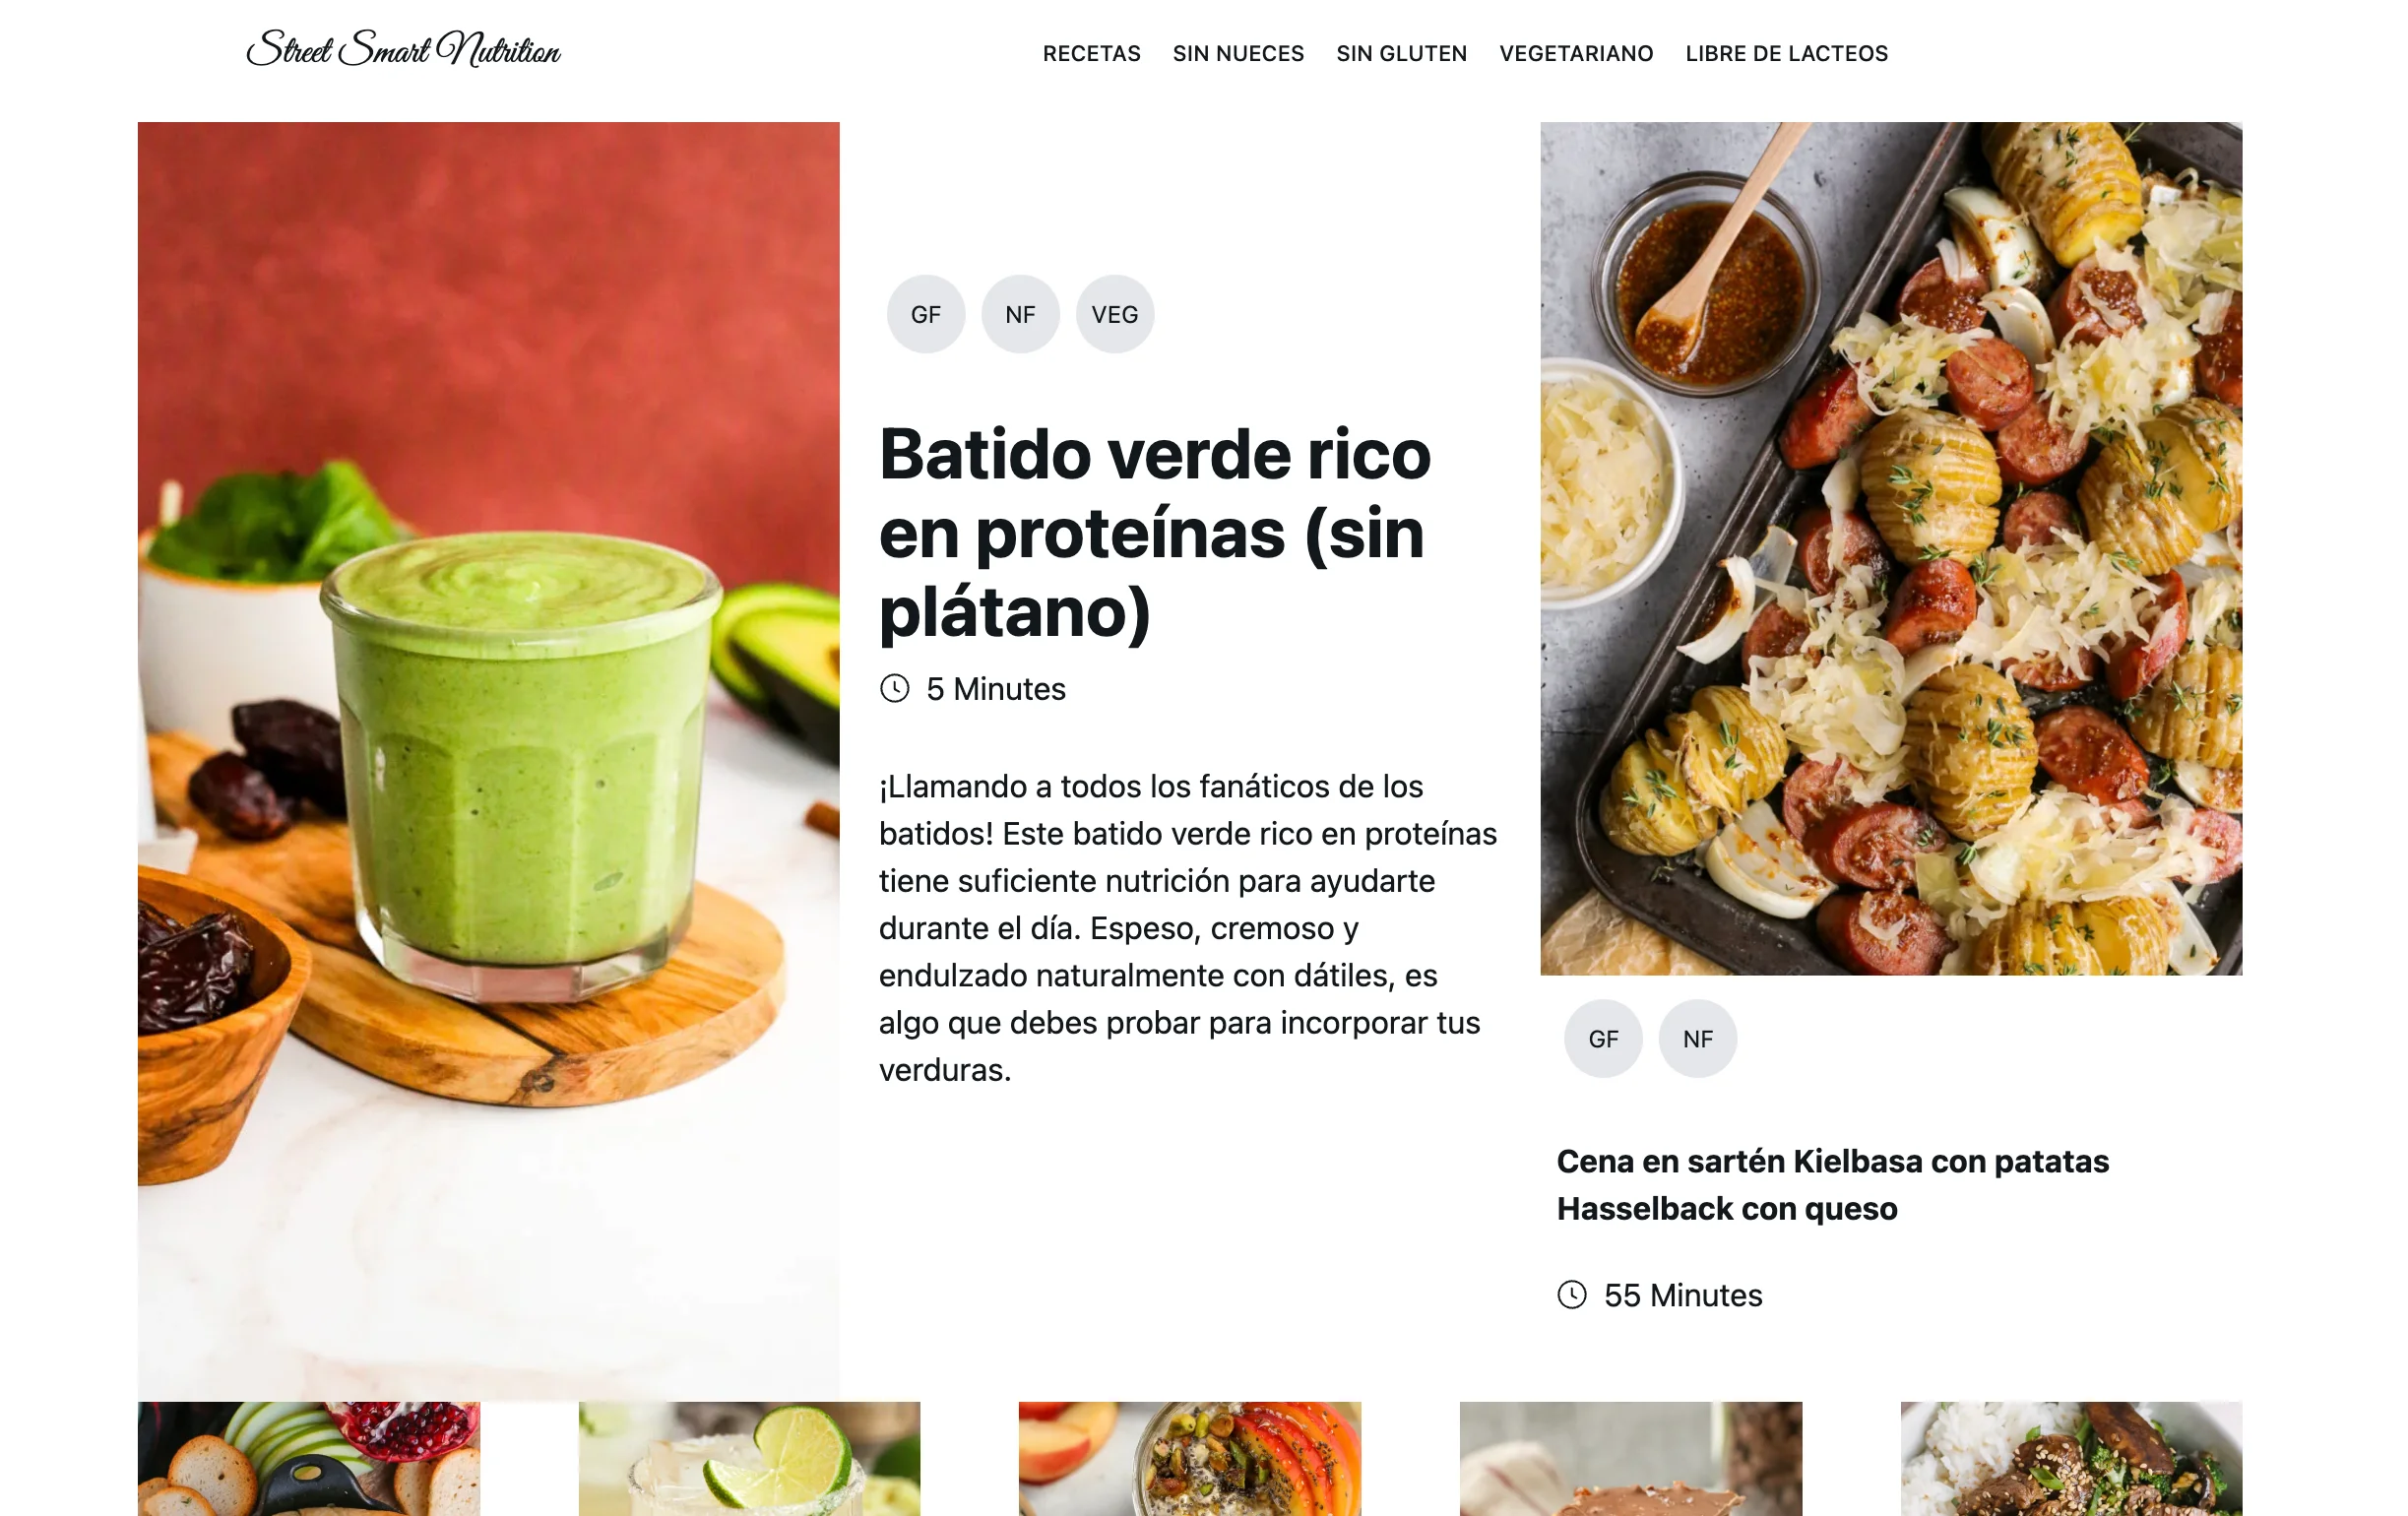 Street Smart Nutrition
RECETAS SIN NUECES SIN GLUTEN VEGETARIANO LIBRE DE LACTEOS
GF NF VEG
Batido verde rico
en proteínas (sin
plátano)
5 Minutes
¡Llamando a todos los fanáticos de los
batidos! Este batido verde rico en proteínas
tiene suficiente nutrición para ayudarte
durante el día. Espeso, cremoso y
endulzado naturalmente con dátiles, es
algo que debes probar para incorporar tus
verduras.
GF NF
Cena en sartén Kielbasa con patatas
Hasselback con queso
55 Minutes